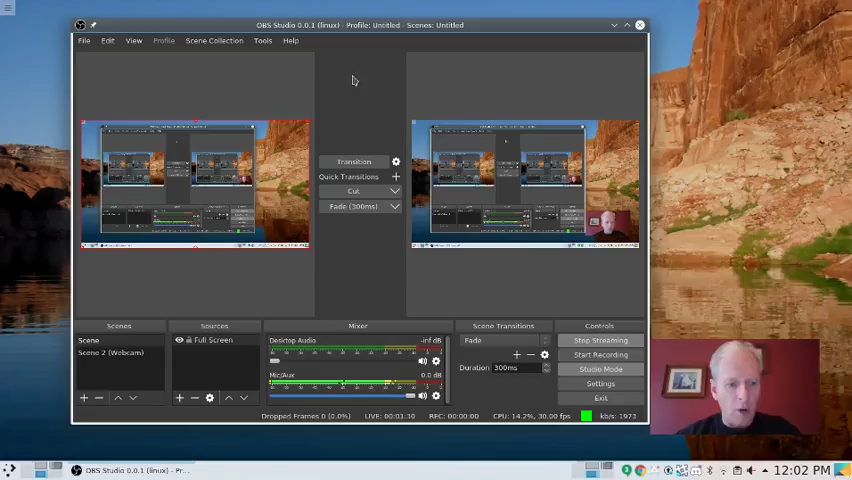 OBS Studio 0.0.1 (linux) - Profile: Untitled - Scenes: Untitled
File Edit View Profile Scene Collection Tools Help
Transition
Quick Transitions
Cut
Fade (300ms)
Scenes Sources Mixer Scene Transitions Controls
Scene
Scene 2 (Webcam)
Full Screen
Desktop Audio -inf dB
Mic/Aux 0.0 dB
Fade
Duration 300ms
Stop Streaming
Start Recording
Studio Mode
Settings
Exit
Dropped Frames 0 (0.0%) LIVE: 00:01:30 REC: 00:00:00 CPU: 14.2%, 30.00 fps kb/s: 1973
OBS Studio 0.0.1 (linux) - Pr... 12:02 PM